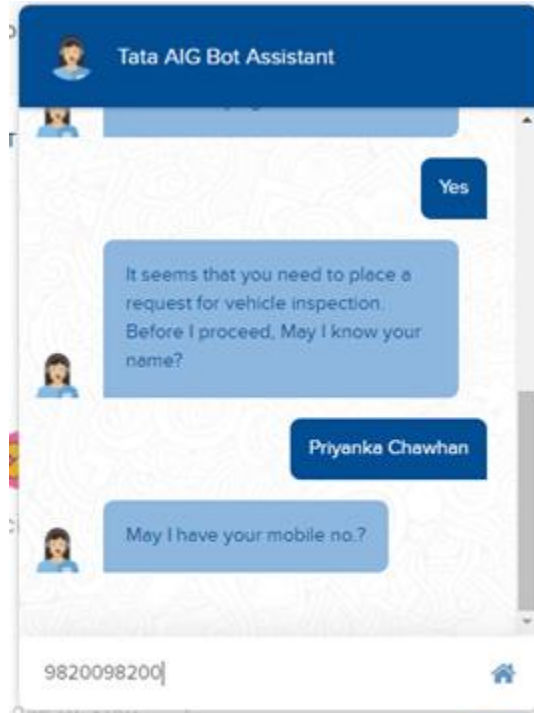 Tata AIG Bot Assistant
Yes
It seems that you need to place a
request for vehicle inspection.
Before I proceed, May I know your
name?
Priyanka Chawhan
May I have your mobile no.?
9820098200